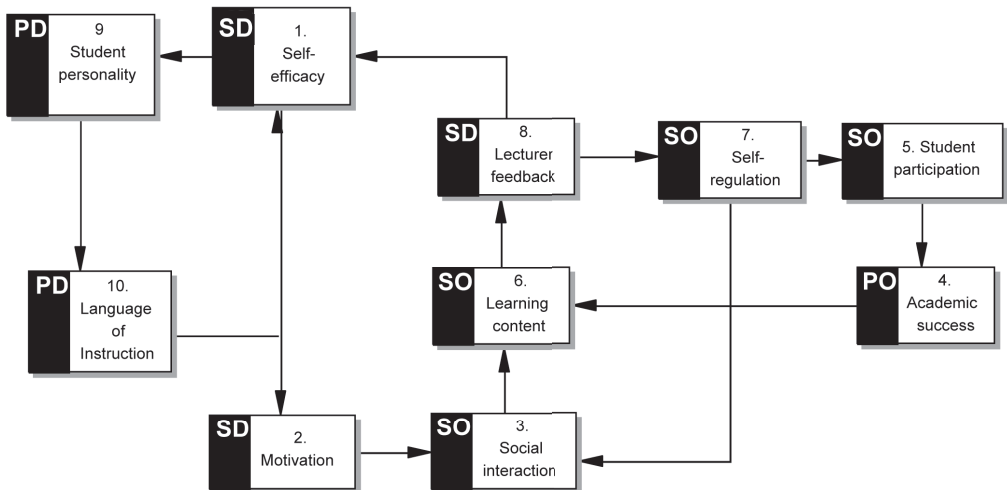 PD
9
Student
personality
SD
1.
Self-
efficacy
SD
8.
Lecturer
feedback
SO
7.
Self-
regulation
SO
5. Student
participation
PD
10.
Language
of
Instruction
SO
6.
Learning
content
PO
4.
Academic
success
SD
2.
Motivation
SO
3.
Social
interaction